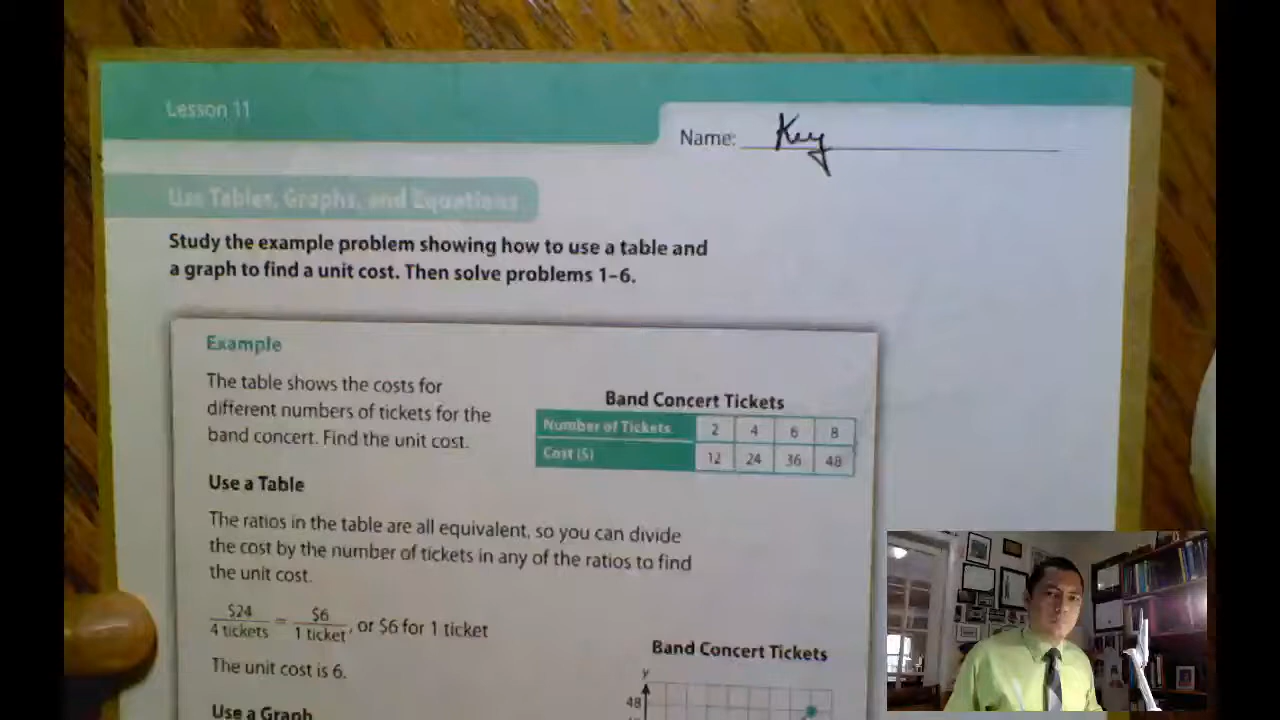 Lesson 11
Name: Key
Use Tables, Graphs, and Equations
Study the example problem showing how to use a table and
a graph to find a unit cost. Then solve problems 1–6.
Example
The table shows the costs for
different numbers of tickets for the
band concert. Find the unit cost.
Band Concert Tickets
Number of Tickets 2 4 6 8
Cost ($) 12 24 36 48
Use a Table
The ratios in the table are all equivalent, so you can divide
the cost by the number of tickets in any of the ratios to find
the unit cost.
$24 / 4 tickets = $6 / 1 ticket, or $6 for 1 ticket
The unit cost is 6.
Use a Graph
Band Concert Tickets
y
48